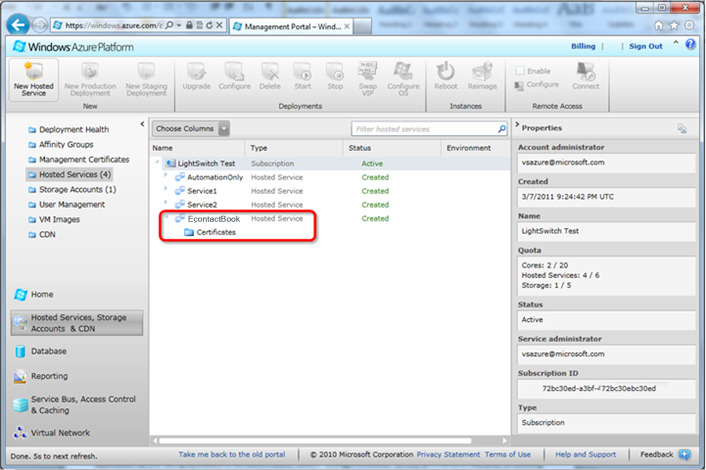 https://windows.azure.com/d
Management Portal – Wind...
Windows Azure Platform
Billing | | Sign Out
New Hosted Service
New Production Deployment
New Staging Deployment
Upgrade
Configure
Delete
Start
Stop
Swap VIP
Configure OS
Reboot
Reimage
Enable
Configure
Connect
New
Deployments
Instances
Remote Access
Deployment Health
Affinity Groups
Management Certificates
Hosted Services (4)
Storage Accounts (1)
User Management
VM Images
CDN
Home
Hosted Services, Storage
Accounts & CDN
Database
Reporting
Service Bus, Access Control
& Caching
Virtual Network
Choose Columns
Filter hosted services
Name Type Status Environment
LightSwitch Test Subscription Active
AutomationOnly Hosted Service Created
Service1 Hosted Service Created
Service2 Hosted Service Created
EcontactBook Hosted Service Created
Certificates
Properties
Account administrator
vsazure@microsoft.com
Created
3/7/2011 9:24:42 PM UTC
Name
LightSwitch Test
Quota
Cores: 2 / 20
Hosted Services: 4 / 6
Storage: 1 / 5
Status
Active
Service administrator
vsazure@microsoft.com
Subscription ID
72bc30ed-a3bf-72bc30ebc30ed
Type
Subscription
Done. 5s to next refresh.
Take me back to the old portal | © 2010 Microsoft Corporation Privacy Statement Terms of Use | Help and Support | Feedback